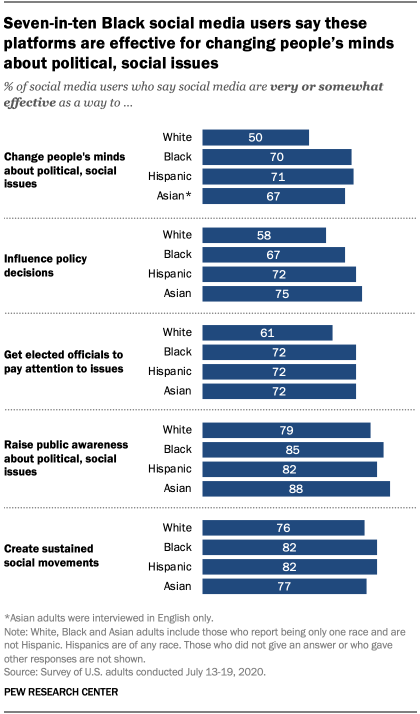 Seven-in-ten Black social media users say these
platforms are effective for changing people's minds
about political, social issues
% of social media users who say social media are very or somewhat
effective as a way to ...
Change people's minds
about political, social
issues
White 50
Black 70
Hispanic 71
Asian* 67
Influence policy
decisions
White 58
Black 67
Hispanic 72
Asian 75
Get elected officials to
pay attention to issues
White 61
Black 72
Hispanic 72
Asian 72
Raise public awareness
about political, social
issues
White 79
Black 85
Hispanic 82
Asian 88
Create sustained
social movements
White 76
Black 82
Hispanic 82
Asian 77
*Asian adults were interviewed in English only.
Note: White, Black and Asian adults include those who report being only one race and are
not Hispanic. Hispanics are of any race. Those who did not give an answer or who gave
other responses are not shown.
Source: Survey of U.S. adults conducted July 13-19, 2020.
PEW RESEARCH CENTER